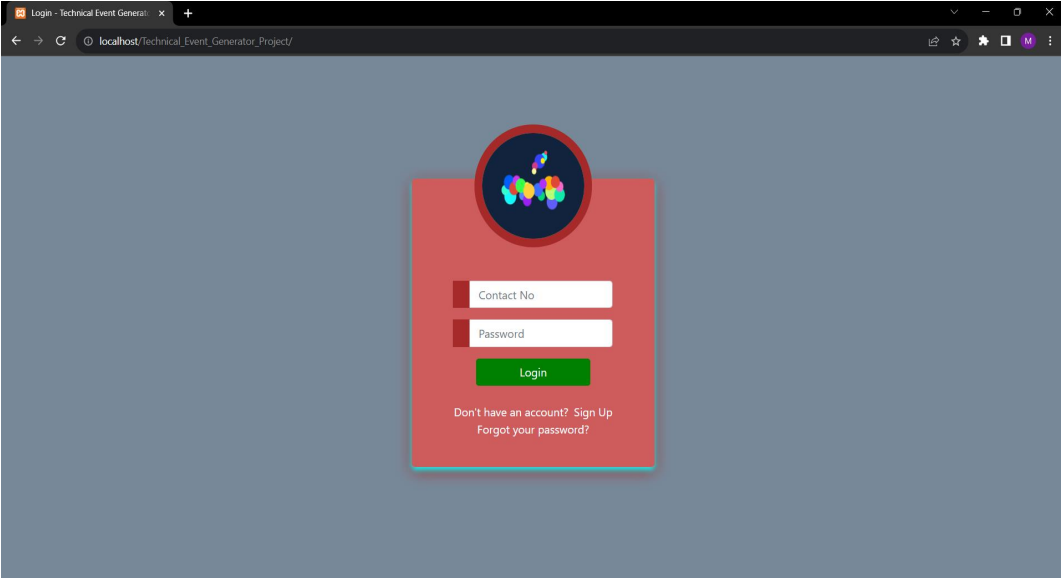 Login - Technical Event Generato
localhost/Technical_Event_Generator_Project/
M
Contact No
Password
Login
Don't have an account? Sign Up
Forgot your password?